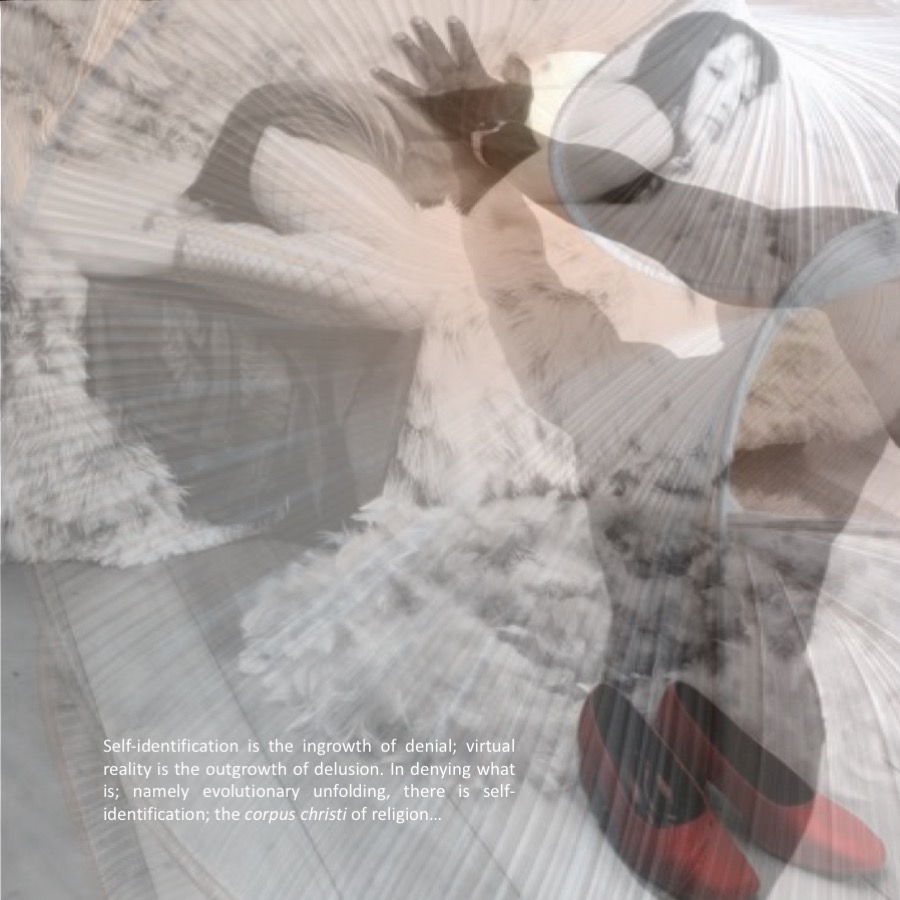 Self-identification is the ingrowth of denial; virtual
reality is the outgrowth of delusion. In denying what
is; namely evolutionary unfolding, there is self-
identification; the corpus christi of religion...